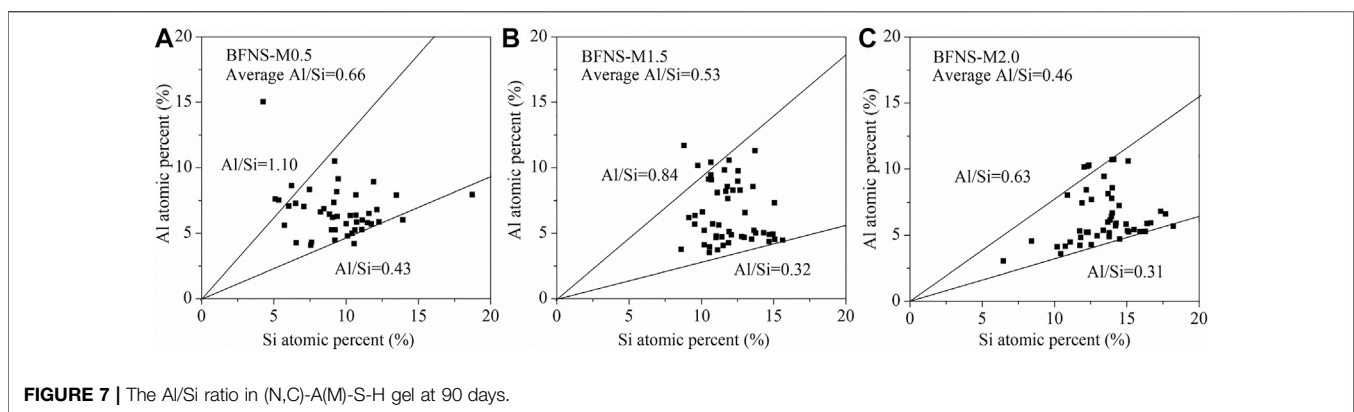 A
BFNS-M0.5
Average Al/Si=0.66
Al/Si=1.10
Al/Si=0.43
Al atomic percent (%)
20
15
10
5
0
0
5
10
15
20
Si atomic percent (%)
B
BFNS-M1.5
Average Al/Si=0.53
Al/Si=0.84
Al/Si=0.32
Al atomic percent (%)
20
15
10
5
0
0
5
10
15
20
Si atomic percent (%)
C
BFNS-M2.0
Average Al/Si=0.46
Al/Si=0.63
Al/Si=0.31
Al atomic percent (%)
20
15
10
5
0
0
5
10
15
20
Si atomic percent (%)
FIGURE 7 | The Al/Si ratio in (N,C)-A(M)-S-H gel at 90 days.